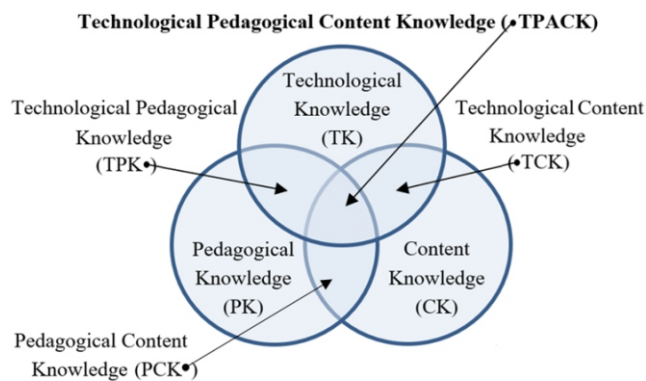 Technological Pedagogical Content Knowledge (TPACK)
Technological
Knowledge
(TK)
Technological Pedagogical
Knowledge
(TPK)
Technological Content
Knowledge
(TCK)
Pedagogical
Knowledge
(PK)
Content
Knowledge
(CK)
Pedagogical Content
Knowledge (PCK)